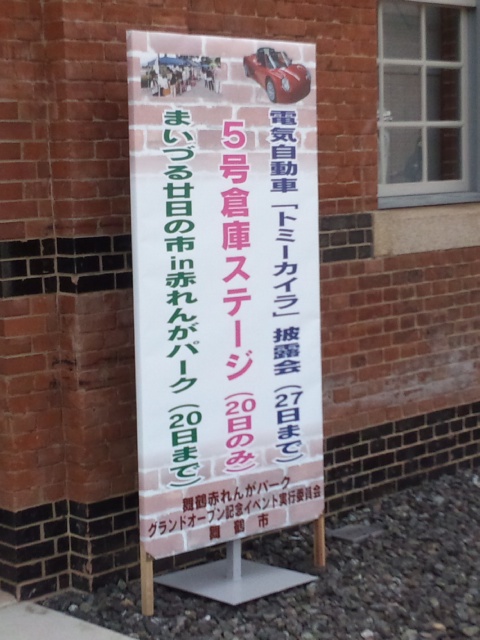 電気自動車「トミーカイラ」披露会（27日まで）
5号倉庫ステージ（20日のみ）
まいづる廿日の市in赤れんがパーク（20日まで）
舞鶴赤れんがパーク
グランドオープン記念イベント実行委員会
舞鶴市